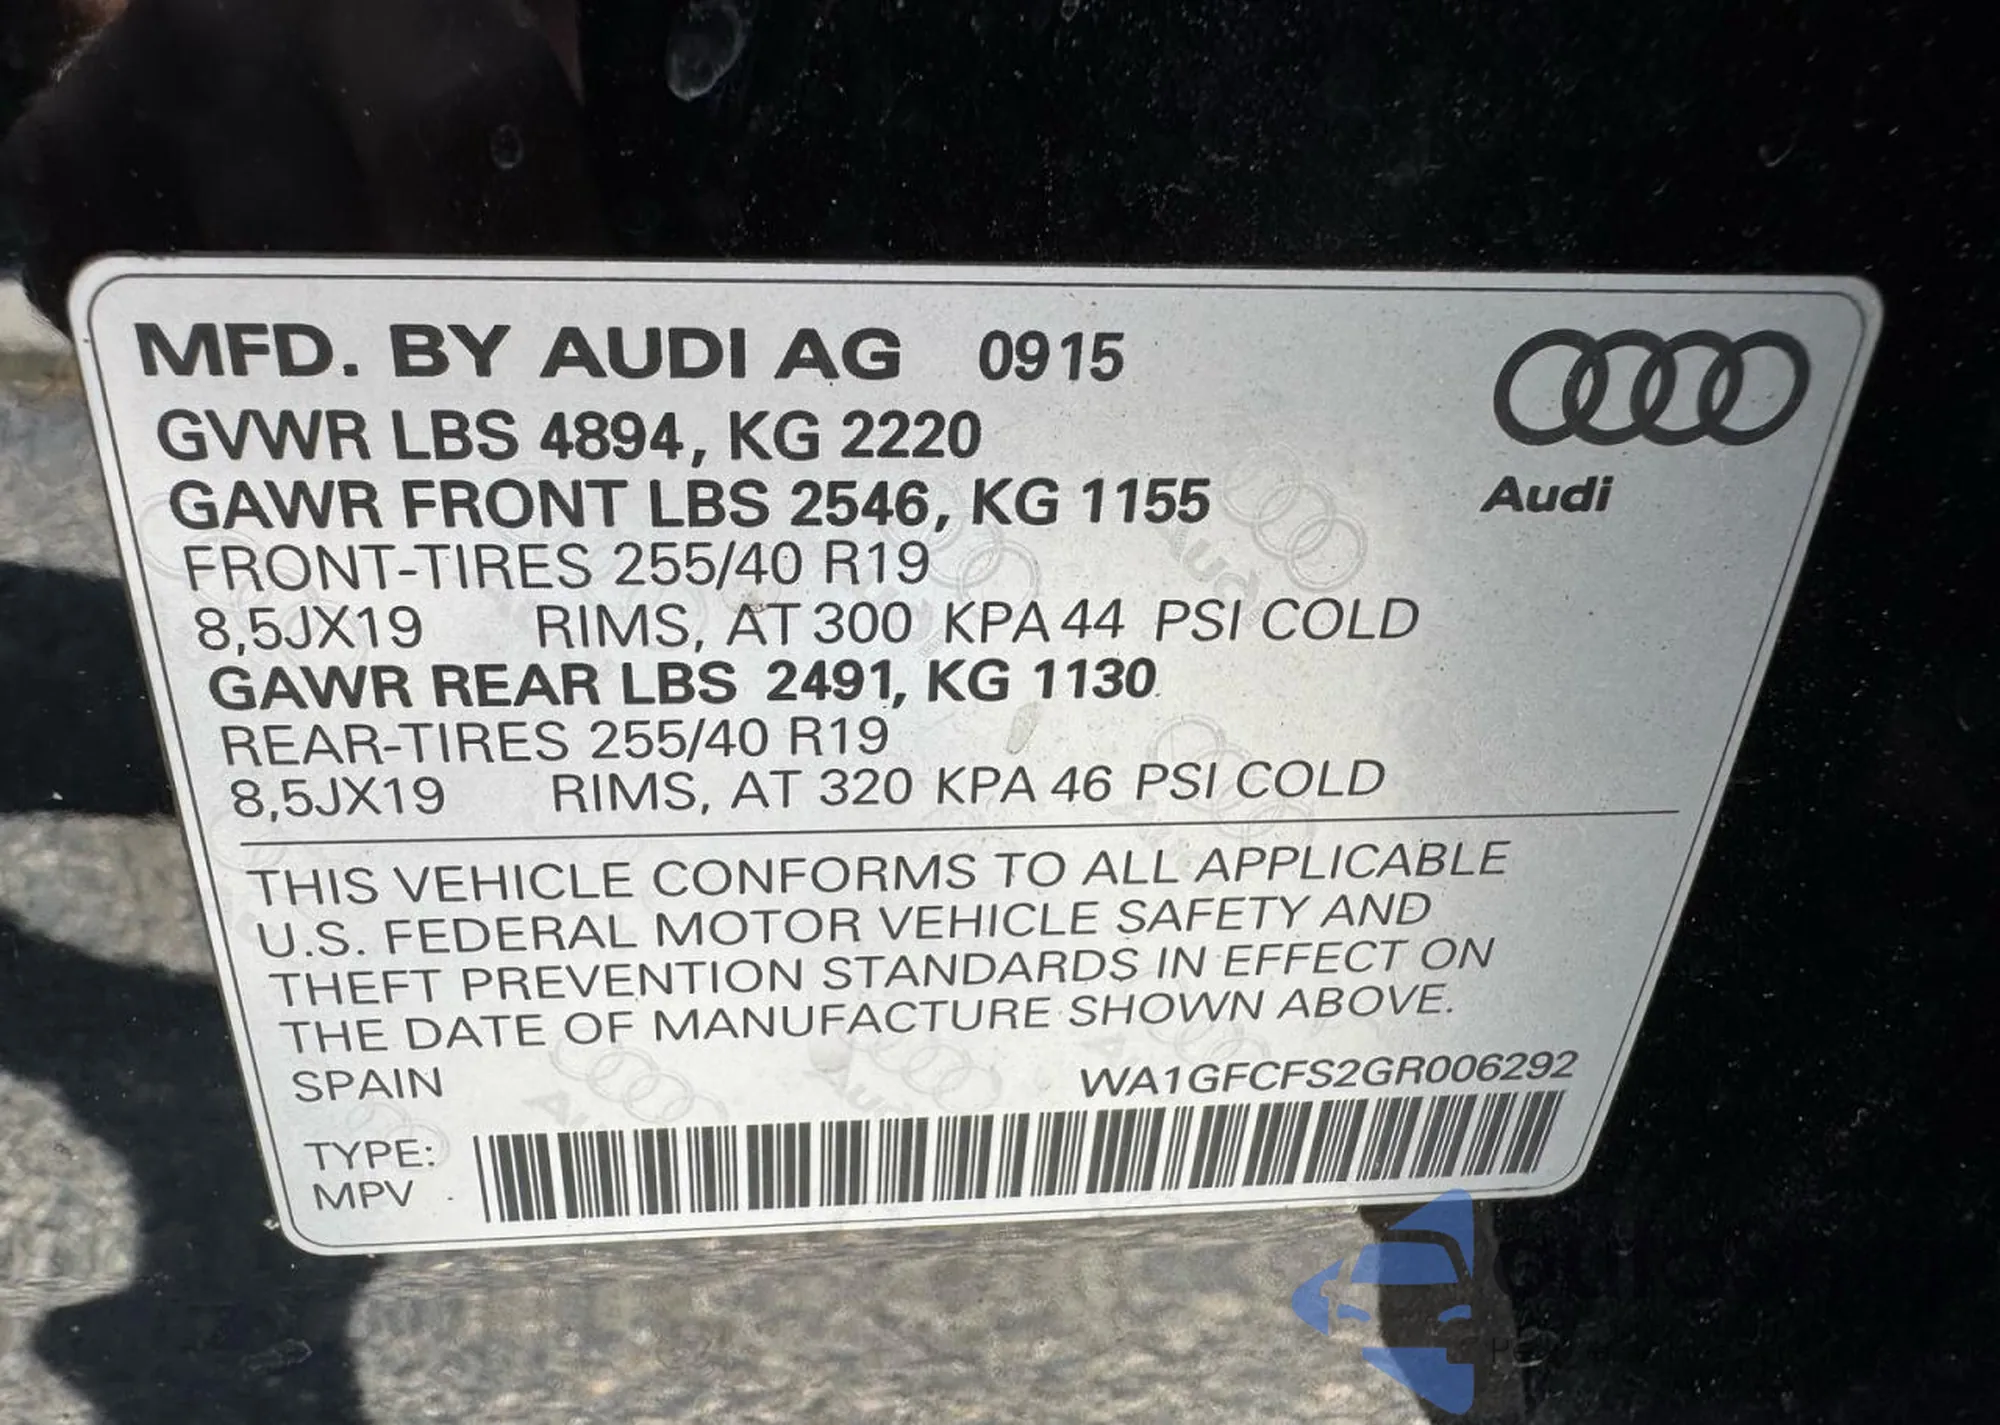 MFD. BY AUDI AG 0915
GVWR LBS 4894, KG 2220
GAWR FRONT LBS 2546, KG 1155
Audi
FRONT-TIRES 255/40 R19
8,5JX19 RIMS, AT 300 KPA 44 PSI COLD
GAWR REAR LBS 2491, KG 1130
REAR-TIRES 255/40 R19
8,5JX19 RIMS, AT 320 KPA 46 PSI COLD
THIS VEHICLE CONFORMS TO ALL APPLICABLE
U.S. FEDERAL MOTOR VEHICLE SAFETY AND
THEFT PREVENTION STANDARDS IN EFFECT ON
THE DATE OF MANUFACTURE SHOWN ABOVE.
SPAIN WA1GFCFS2GR006292
TYPE:
MPV